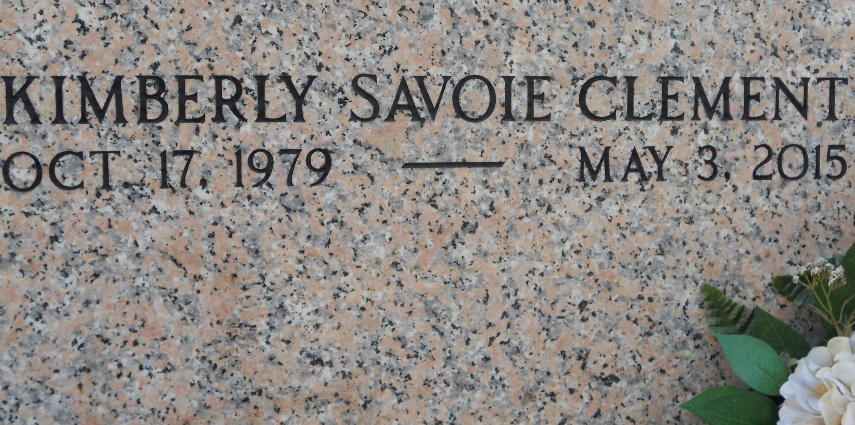 KIMBERLY SAVOIE CLEMENT
OCT. 17, 1979 — MAY 3, 2015